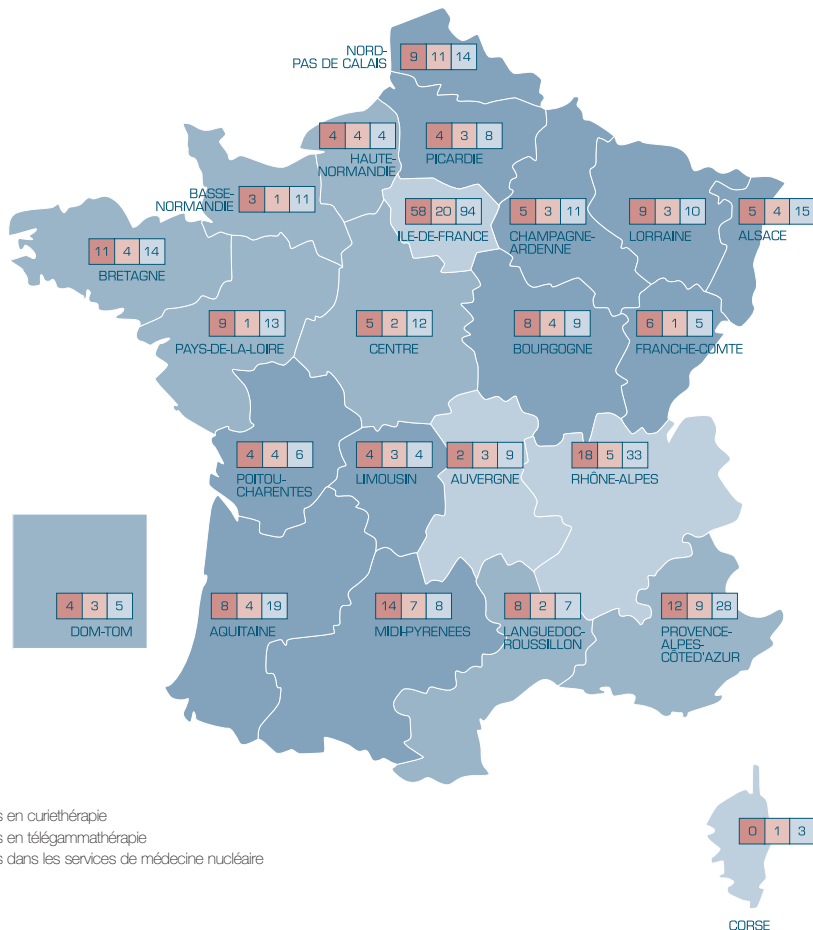 NORD-
PAS DE CALAIS
9 11 14
4 4 4
HAUTE-
NORMANDIE
4 3 8
PICARDIE
BASSE-
NORMANDIE
3 1 11
58 20 94
ILE-DE-FRANCE
5 3 11
CHAMPAGNE-
ARDENNE
9 3 10
LORRAINE
5 4 15
ALSACE
11 4 14
BRETAGNE
9 1 13
PAYS-DE-LA-LOIRE
5 2 12
CENTRE
8 4 9
BOURGOGNE
6 1 5
FRANCHE-COMTE
4 4 6
POITOU-
CHARENTES
4 3 4
LIMOUSIN
2 3 9
AUVERGNE
18 5 33
RHÔNE-ALPES
4 3 5
DOM-TOM
8 4 19
AQUITAINE
14 7 8
MIDI-PYRENEES
8 2 7
LANGUEDOC-
ROUSSILLON
12 9 28
PROVENCE-
ALPES-
CÔTED'AZUR
s en curiethérapie
s en télégammathérapie
s dans les services de médecine nucléaire
0 1 3
CORSE